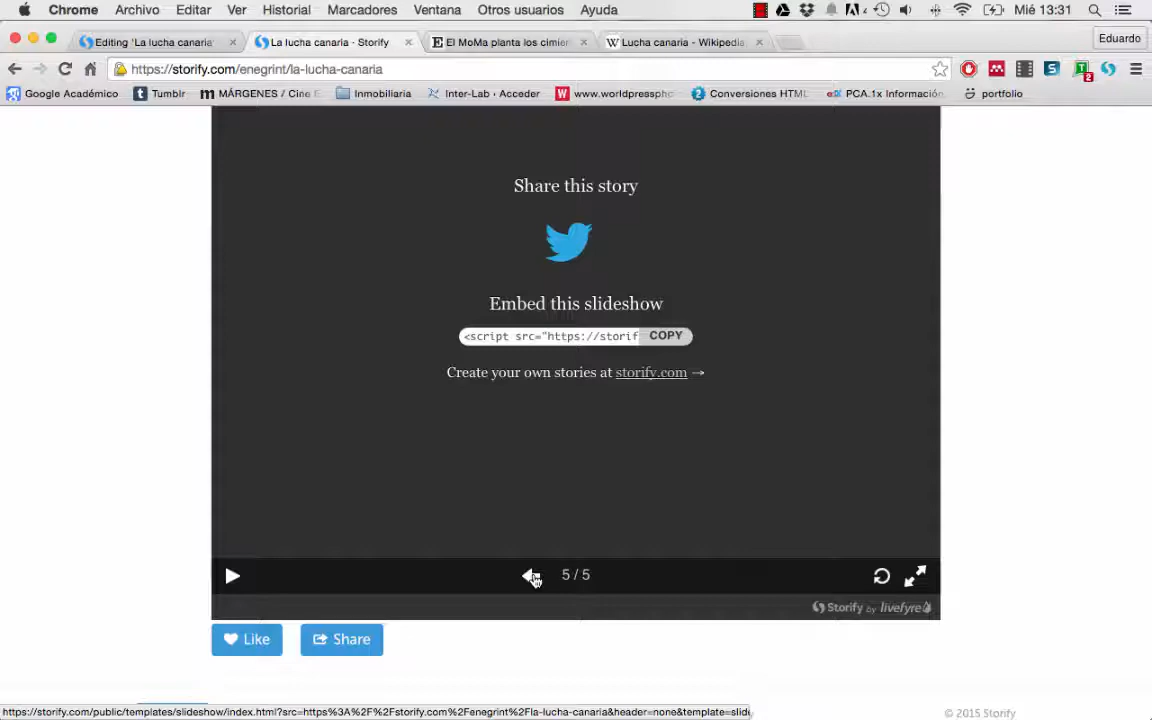 Chrome Archivo Editar Ver Historial Marcadores Ventana Otros usuarios Ayuda Mié 13:31
Editing 'La lucha canaria' La lucha canaria · Storify El MoMa planta los cimie Lucha canaria - Wikipedia Eduardo
https://storify.com/enegrint/la-lucha-canaria
Google Académico Tumblr MÁRGENES / Cine E Inmobiliaria Inter-Lab ‹ Acceder www.worldpresspho Conversiones HTML PCA.1x Información portfolio
Share this story
Embed this slideshow
<script src="https://storif COPY
Create your own stories at storify.com →
5 / 5
Storify by livefyre
Like Share
https://storify.com/public/templates/slideshow/index.html?src=https%3A%2F%2Fstorify.com%2Fenegrint%2Fla-lucha-canaria&header=none&template=slid
© 2015 Storify